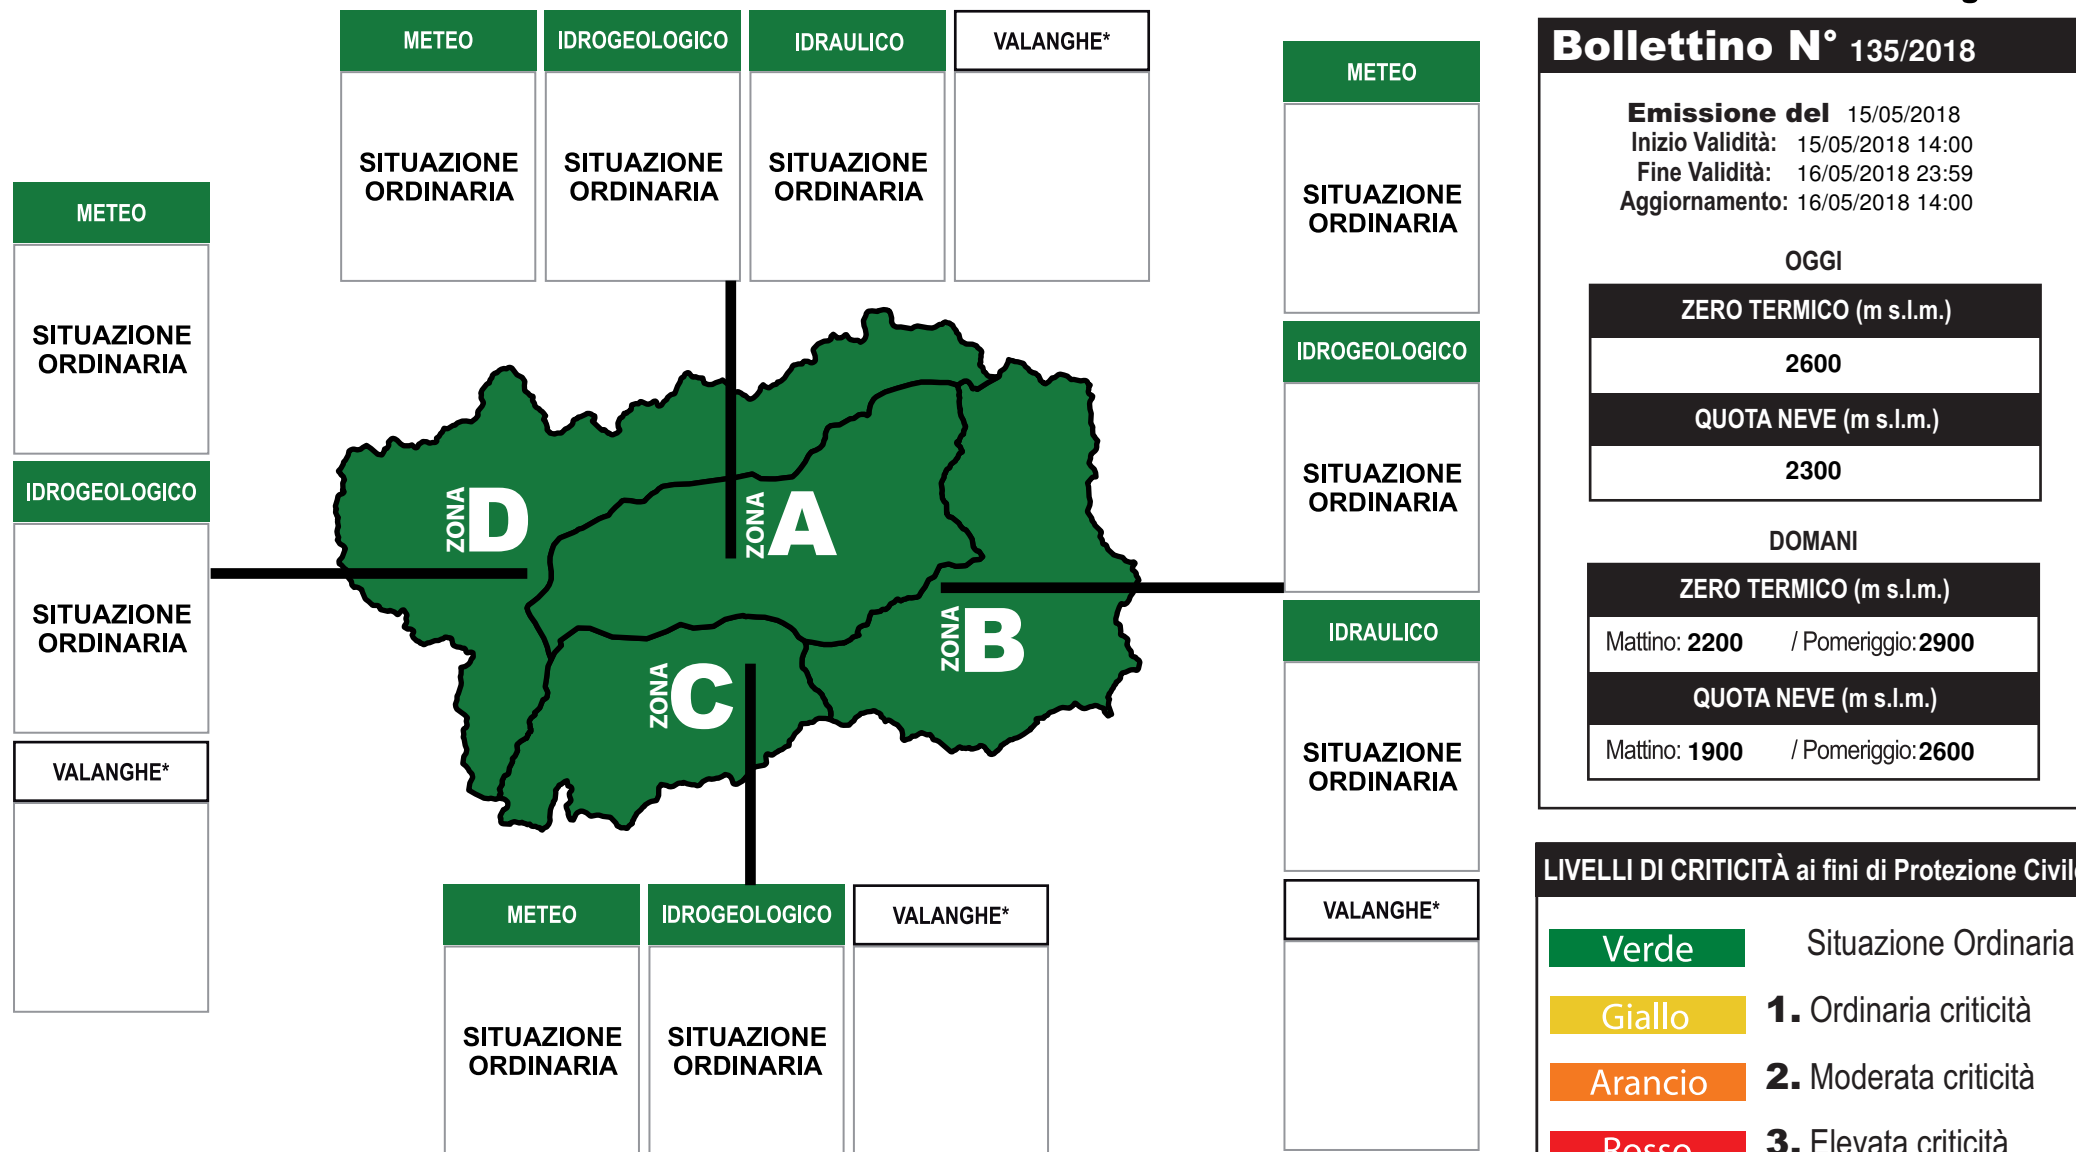 METEO IDROGEOLOGICO IDRAULICO VALANGHE*
SITUAZIONE ORDINARIA SITUAZIONE ORDINARIA SITUAZIONE ORDINARIA
METEO
SITUAZIONE
ORDINARIA
IDROGEOLOGICO
SITUAZIONE
ORDINARIA
VALANGHE*
ZONA D
ZONA A
ZONA B
ZONA C
METEO
SITUAZIONE
ORDINARIA
IDROGEOLOGICO
SITUAZIONE
ORDINARIA
IDRAULICO
SITUAZIONE
ORDINARIA
VALANGHE*
METEO IDROGEOLOGICO VALANGHE*
SITUAZIONE ORDINARIA SITUAZIONE ORDINARIA
Bollettino N° 135/2018
Emissione del 15/05/2018
Inizio Validità: 15/05/2018 14:00
Fine Validità: 16/05/2018 23:59
Aggiornamento: 16/05/2018 14:00
OGGI
ZERO TERMICO (m s.l.m.)
2600
QUOTA NEVE (m s.l.m.)
2300
DOMANI
ZERO TERMICO (m s.l.m.)
Mattino: 2200 / Pomeriggio: 2900
QUOTA NEVE (m s.l.m.)
Mattino: 1900 / Pomeriggio: 2600
LIVELLI DI CRITICITÀ ai fini di Protezione Civile
Verde Situazione Ordinaria
Giallo 1. Ordinaria criticità
Arancio 2. Moderata criticità
Rosso 3. Elevata criticità